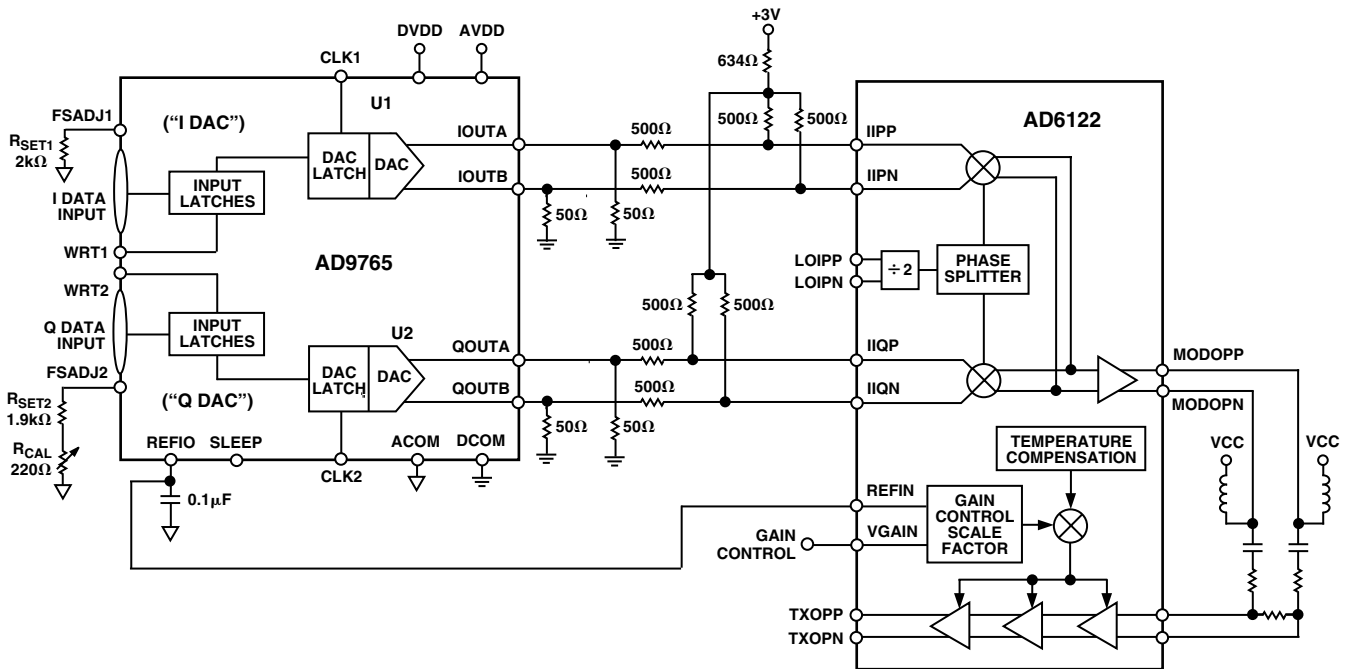 +3V
634Ω
DVDD AVDD
CLK1
U1
("I DAC")
FSADJ1
RSET1
2kΩ
I DATA
INPUT
WRT1
INPUT
LATCHES
DAC
LATCH
DAC
IOUTA
IOUTB
500Ω
500Ω
50Ω
50Ω
500Ω
500Ω
AD9765
WRT2
Q DATA
INPUT
FSADJ2
RSET2
1.9kΩ
RCAL
220Ω
INPUT
LATCHES
U2
DAC
LATCH
DAC
("Q DAC")
REFIO
SLEEP
CLK2
ACOM
DCOM
0.1µF
QOUTA
QOUTB
500Ω
500Ω
500Ω
500Ω
50Ω
50Ω
AD6122
IIPP
IIPN
LOIPP
LOIPN
÷2
PHASE
SPLITTER
IIQP
IIQN
MODOPP
MODOPN
VCC
VCC
TEMPERATURE
COMPENSATION
REFIN
VGAIN
GAIN
CONTROL
GAIN
CONTROL
SCALE
FACTOR
TXOPP
TXOPN